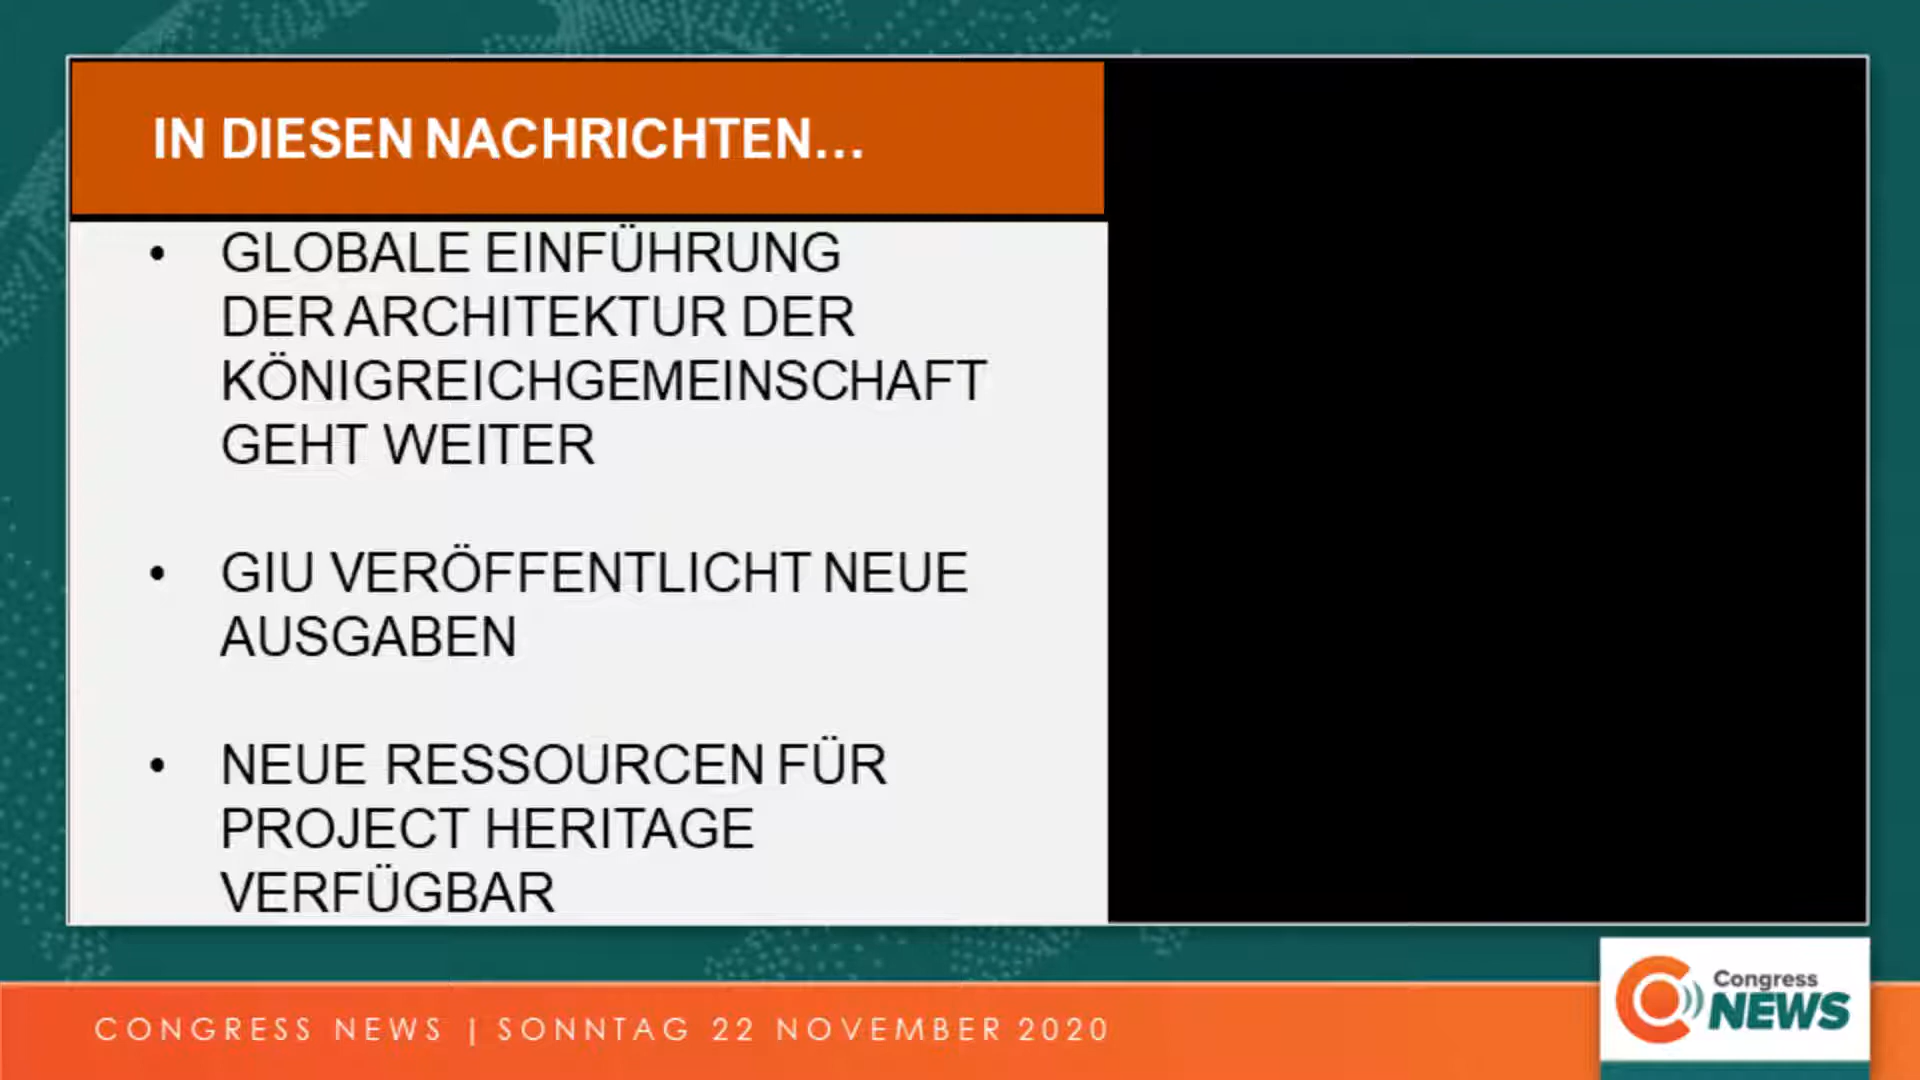 IN DIESEN NACHRICHTEN...
• GLOBALE EINFÜHRUNG
DER ARCHITEKTUR DER
KÖNIGREICHGEMEINSCHAFT
GEHT WEITER
• GIU VERÖFFENTLICHT NEUE
AUSGABEN
• NEUE RESSOURCEN FÜR
PROJECT HERITAGE
VERFÜGBAR
CONGRESS NEWS | SONNTAG 22 NOVEMBER 2020
Congress
NEWS